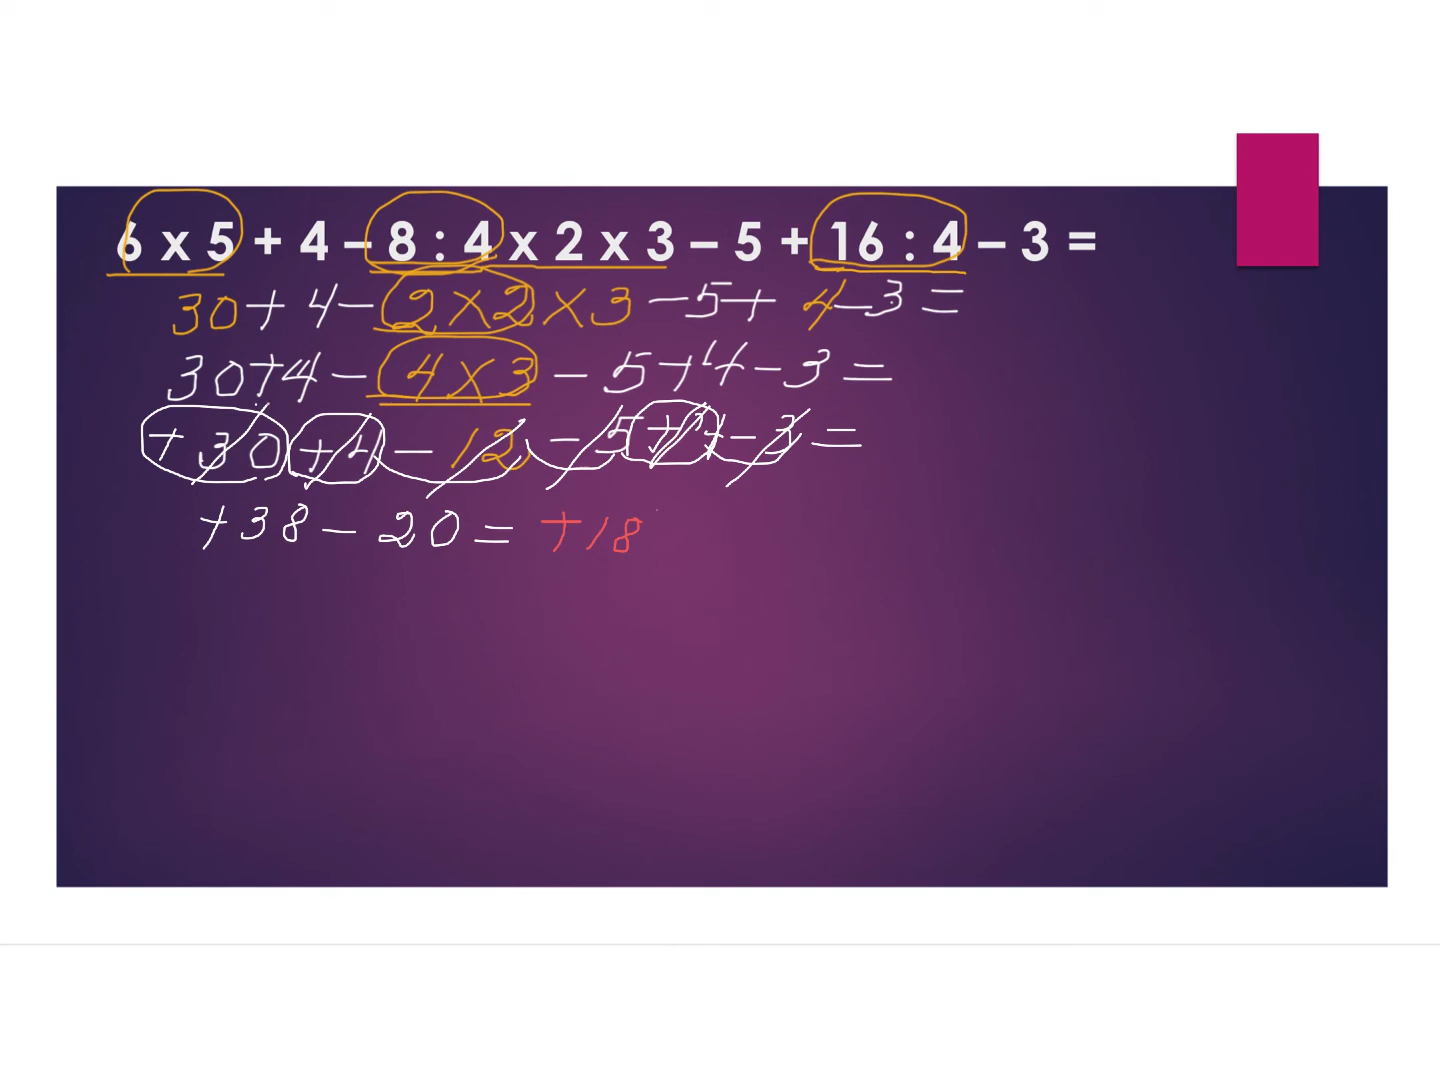 6 x 5 + 4 – 8 : 4 x 2 x 3 – 5 + 16 : 4 – 3 =
30 + 4 – 2 x 2 x 3 – 5 + 4 – 3 =
30 + 4 – 4 x 3 – 5 + 4 – 3 =
+ 30 + 4 – 12 – 5 + 4 – 3 =
+ 38 – 20 = + 18